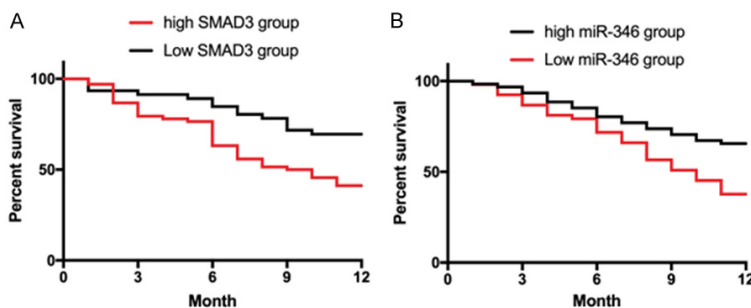 A
high SMAD3 group
Low SMAD3 group
Percent survival
100
50
0
0 3 6 9 12
Month
B
high miR-346 group
Low miR-346 group
Percent survival
100
50
0
0 3 6 9 12
Month